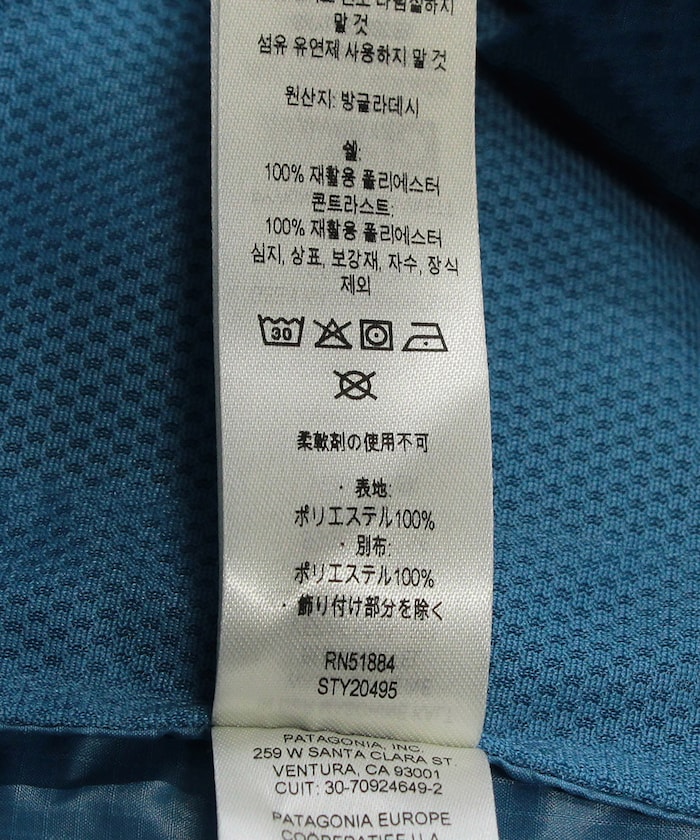 다림질하지
말 것
섬유 유연제 사용하지 말 것
원산지: 방글라데시
쉘:
100% 재활용 폴리에스터
콘트라스트:
100% 재활용 폴리에스터
심지, 상표, 보강재, 자수, 장식
제외
30
柔軟剤の使用不可
・表地:
ポリエステル100%
・別布:
ポリエステル100%
・飾り付け部分を除く
RN51884
STY20495
PATAGONIA, INC.
259 W SANTA CLARA ST.
VENTURA, CA 93001
CUIT: 30-70924649-2
PATAGONIA EUROPE
COOPERATIEF U.A.